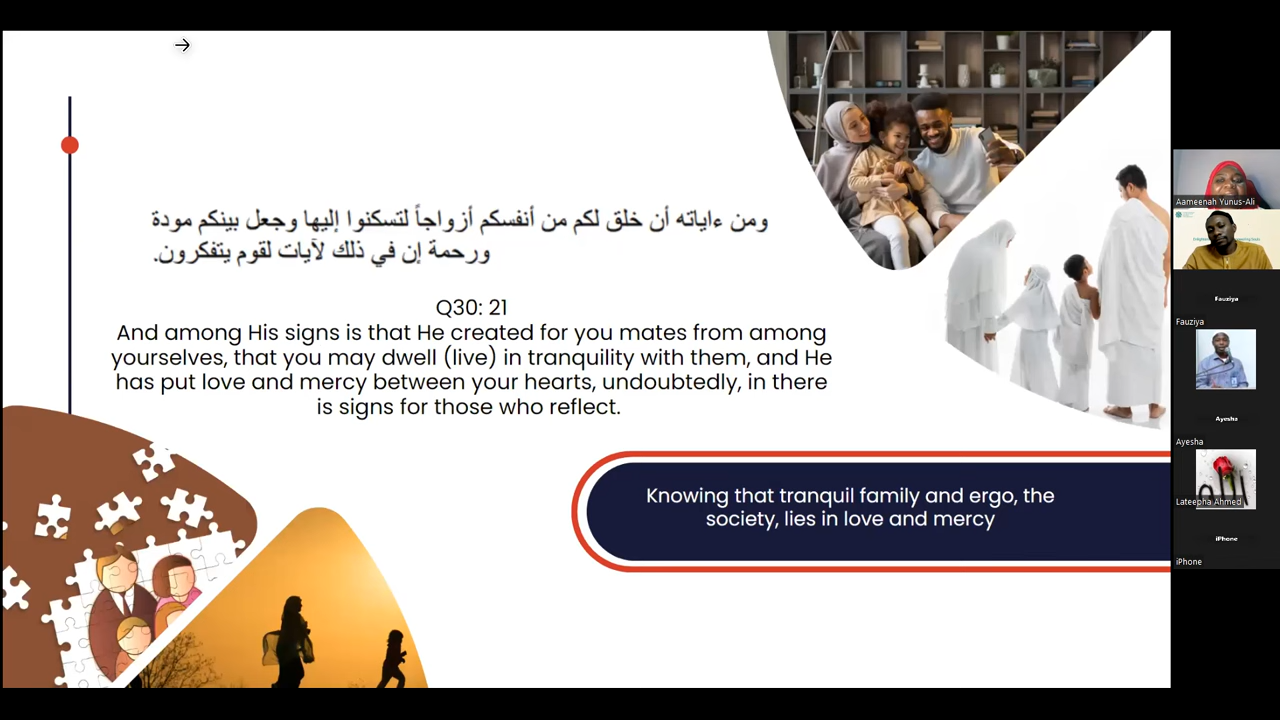 ومن ءاياته أن خلق لكم من أنفسكم أزواجاً لتسكنوا إليها وجعل بينكم مودة
ورحمة إن في ذلك لآيات لقوم يتفكرون.
Q30: 21
And among His signs is that He created for you mates from among
yourselves, that you may dwell (live) in tranquility with them, and He
has put love and mercy between your hearts, undoubtedly, in there
is signs for those who reflect.
Knowing that tranquil family and ergo, the
society, lies in love and mercy
Aameenah Yunus-Ali
Fauziya
Fauziya
Ayesha
Ayesha
الله
Lateepha Ahmed
iPhone
iPhone